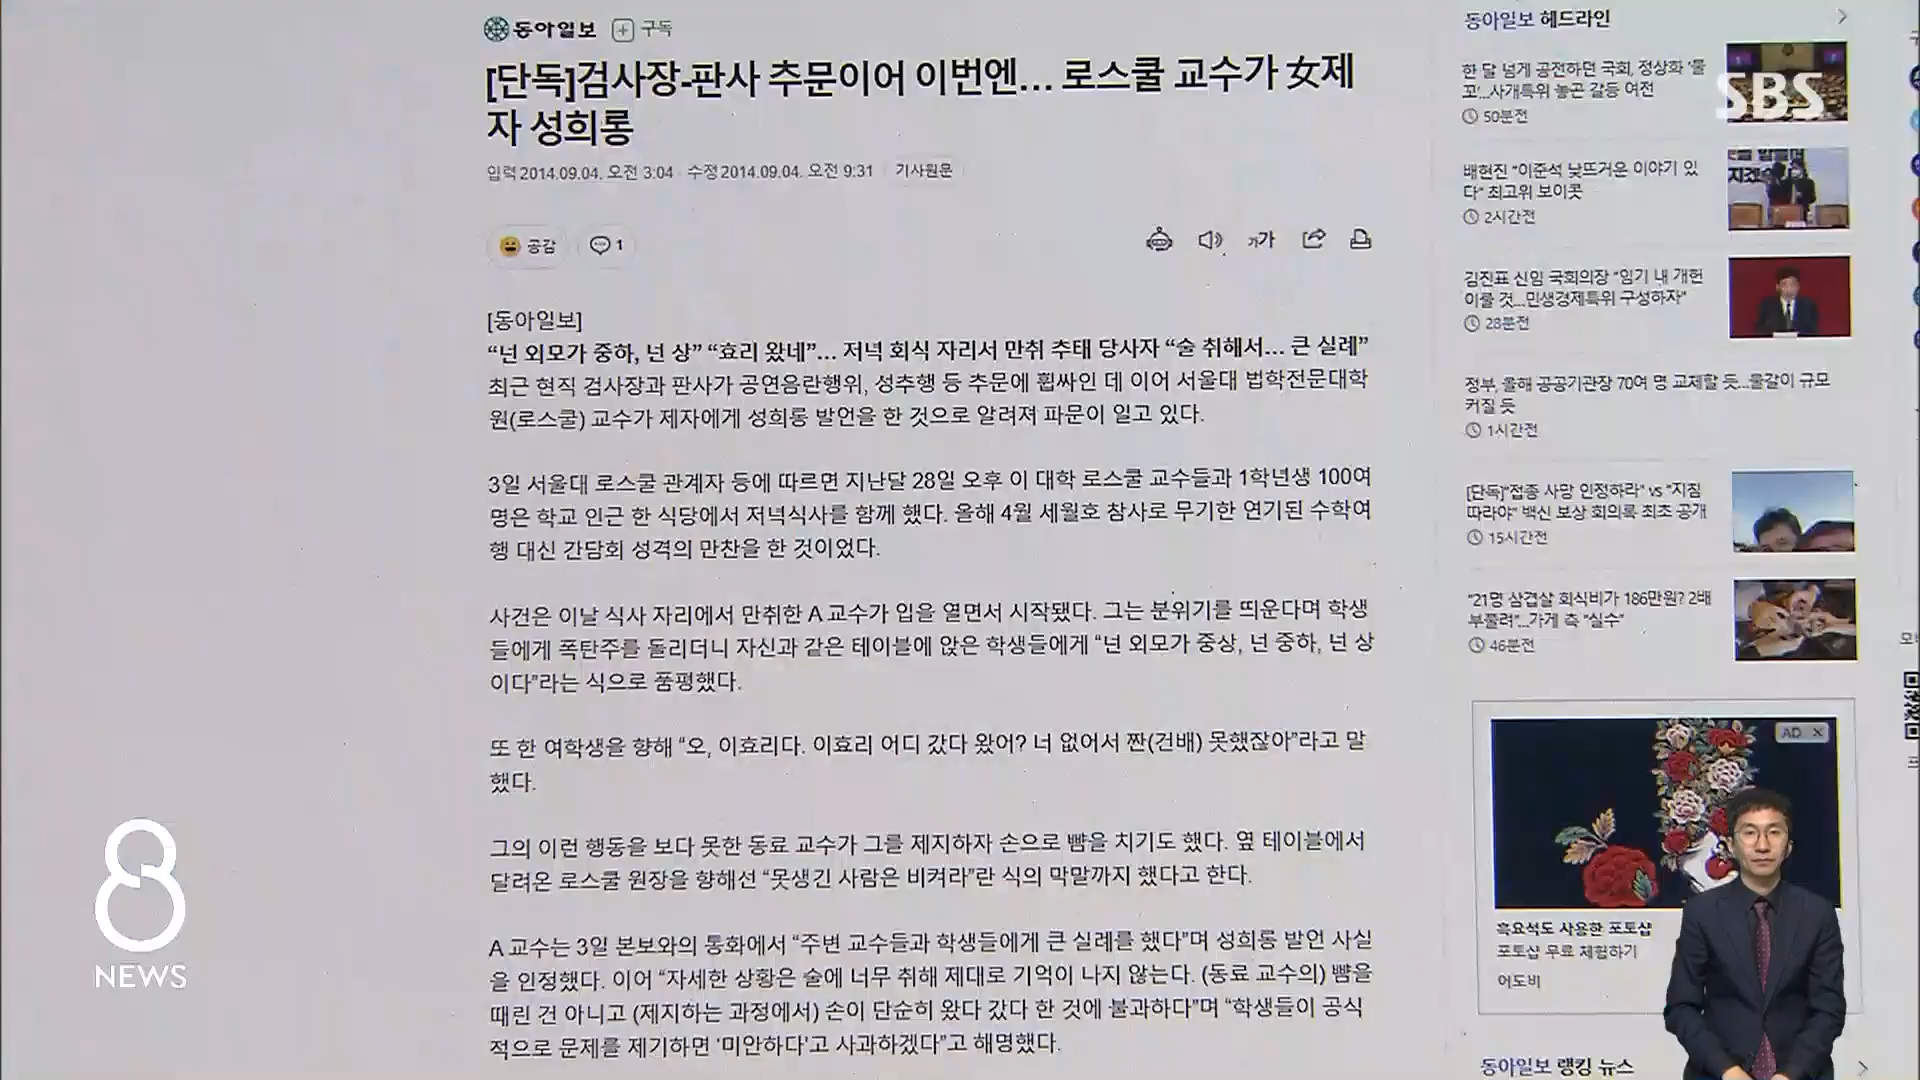 동아일보 구독
[단독]검사장-판사 추문이어 이번엔... 로스쿨 교수가 女제
자 성희롱
입력 2014.09.04. 오전 3:04 수정 2014.09.04. 오전 9:31 기사원문
공감 1
가가
[동아일보]
“넌 외모가 중하, 넌 상” “효리 왔네”... 저녁 회식 자리서 만취 추태 당사자 “술 취해서... 큰 실례”
최근 현직 검사장과 판사가 공연음란행위, 성추행 등 추문에 휩싸인 데 이어 서울대 법학전문대학
원(로스쿨) 교수가 제자에게 성희롱 발언을 한 것으로 알려져 파문이 일고 있다.
3일 서울대 로스쿨 관계자 등에 따르면 지난달 28일 오후 이 대학 로스쿨 교수들과 1학년생 100여
명은 학교 인근 한 식당에서 저녁식사를 함께 했다. 올해 4월 세월호 참사로 무기한 연기된 수학여
행 대신 간담회 성격의 만찬을 한 것이었다.
사건은 이날 식사 자리에서 만취한 A 교수가 입을 열면서 시작됐다. 그는 분위기를 띄운다며 학생
들에게 폭탄주를 돌리더니 자신과 같은 테이블에 앉은 학생들에게 “넌 외모가 중상, 넌 중하, 넌 상
이다”라는 식으로 품평했다.
또 한 여학생을 향해 “오, 이효리다. 이효리 어디 갔다 왔어? 너 없어서 짠(건배) 못했잖아”라고 말
했다.
그의 이런 행동을 보다 못한 동료 교수가 그를 제지하자 손으로 뺨을 치기도 했다. 옆 테이블에서
달려온 로스쿨 원장을 향해선 “못생긴 사람은 비켜라”란 식의 막말까지 했다고 한다.
A 교수는 3일 본보와의 통화에서 “주변 교수들과 학생들에게 큰 실례를 했다”며 성희롱 발언 사실
을 인정했다. 이어 “자세한 상황은 술에 너무 취해 제대로 기억이 나지 않는다. (동료 교수의) 뺨을
때린 건 아니고 (제지하는 과정에서) 손이 단순히 왔다 갔다 한 것에 불과하다”며 “학생들이 공식
적으로 문제를 제기하면 '미안하다'고 사과하겠다”고 해명했다.
동아일보 헤드라인
한 달 넘게 공전하던 국회, 정상화 '물
꼬'...사개특위 놓곤 갈등 여전
50분전
배현진 “이준석 낯뜨거운 이야기 있
다” 최고위 보이콧
2시간전
김진표 신임 국회의장 “임기 내 개헌
이룰 것...민생경제특위 구성하자”
28분전
정부, 올해 공공기관장 70여 명 교체할 듯...물갈이 규모
커질 듯
1시간전
[단독]“접종 사망 인정하라” vs “지침
따라야” 백신 보상 회의록 최초 공개
15시간전
“21명 삼겹살 회식비가 186만원? 2배
부풀려”...가게 측 “실수”
46분전
AD
흑요석도 사용한 포토샵
포토샵 무료 체험하기
어도비
동아일보 랭킹 뉴스
SBS
8
NEWS